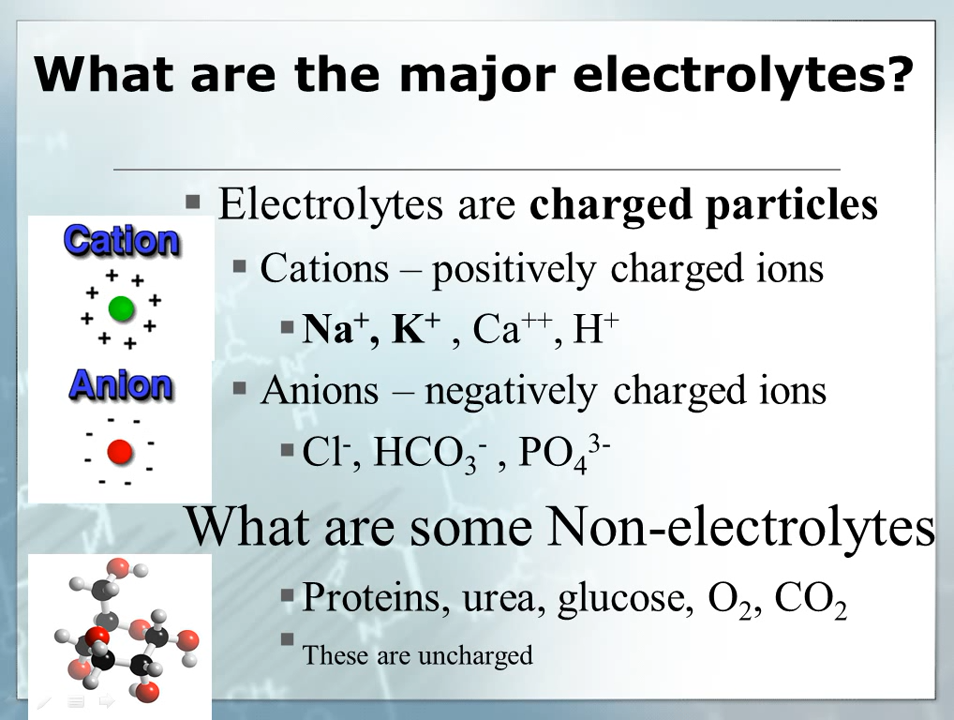 What are the major electrolytes?
▪ Electrolytes are charged particles
Cation
▪ Cations – positively charged ions
▪ Na⁺, K⁺ , Ca⁺⁺, H⁺
Anion
▪ Anions – negatively charged ions
▪ Cl⁻, HCO₃⁻ , PO₄³⁻
What are some Non-electrolytes
▪ Proteins, urea, glucose, O₂, CO₂
▪ These are uncharged